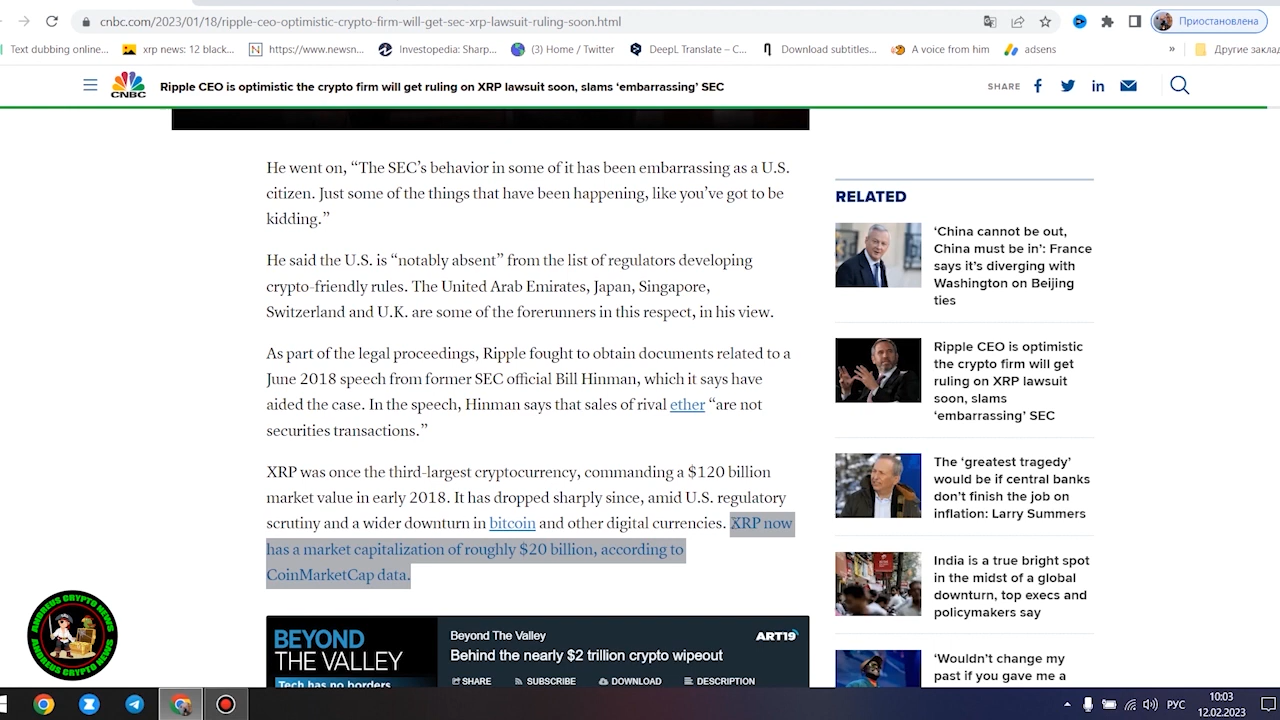 cnbc.com/2023/01/18/ripple-ceo-optimistic-crypto-firm-will-get-sec-xrp-lawsuit-ruling-soon.html
Приостановлена
Text dubbing online...
xrp news: 12 black...
https://www.newsn...
Investopedia: Sharp...
(3) Home / Twitter
DeepL Translate – C...
Download subtitles...
A voice from him
adsens
»
Другие заклад
CNBC
Ripple CEO is optimistic the crypto firm will get ruling on XRP lawsuit soon, slams ‘embarrassing’ SEC
SHARE
He went on, “The SEC’s behavior in some of it has been embarrassing as a U.S.
citizen. Just some of the things that have been happening, like you’ve got to be
kidding.”
He said the U.S. is “notably absent” from the list of regulators developing
crypto-friendly rules. The United Arab Emirates, Japan, Singapore,
Switzerland and U.K. are some of the forerunners in this respect, in his view.
As part of the legal proceedings, Ripple fought to obtain documents related to a
June 2018 speech from former SEC official Bill Hinman, which it says have
aided the case. In the speech, Hinman says that sales of rival ether “are not
securities transactions.”
XRP was once the third-largest cryptocurrency, commanding a $120 billion
market value in early 2018. It has dropped sharply since, amid U.S. regulatory
scrutiny and a wider downturn in bitcoin and other digital currencies. XRP now
has a market capitalization of roughly $20 billion, according to
CoinMarketCap data.
RELATED
‘China cannot be out,
China must be in’: France
says it’s diverging with
Washington on Beijing
ties
Ripple CEO is optimistic
the crypto firm will get
ruling on XRP lawsuit
soon, slams
‘embarrassing’ SEC
The ‘greatest tragedy’
would be if central banks
don’t finish the job on
inflation: Larry Summers
India is a true bright spot
in the midst of a global
downturn, top execs and
policymakers say
‘Wouldn’t change my
past if you gave me a
BEYOND
THE VALLEY
Tech has no borders
Beyond The Valley
ART19
Behind the nearly $2 trillion crypto wipeout
SHARE
SUBSCRIBE
DOWNLOAD
DESCRIPTION
ANDREUS CRYPTO NEWS
ANDREUS CRYPTO NEWS
РУС
10:03
12.02.2023